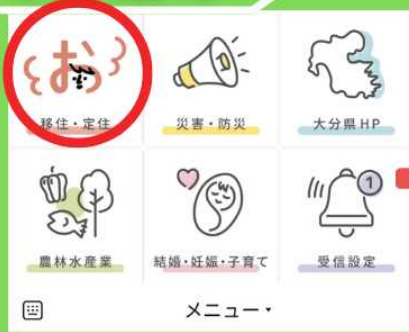 お
移住・定住
災害・防災
大分県HP
農林水産業
結婚・妊娠・子育て
1
受信設定
メニュー▾